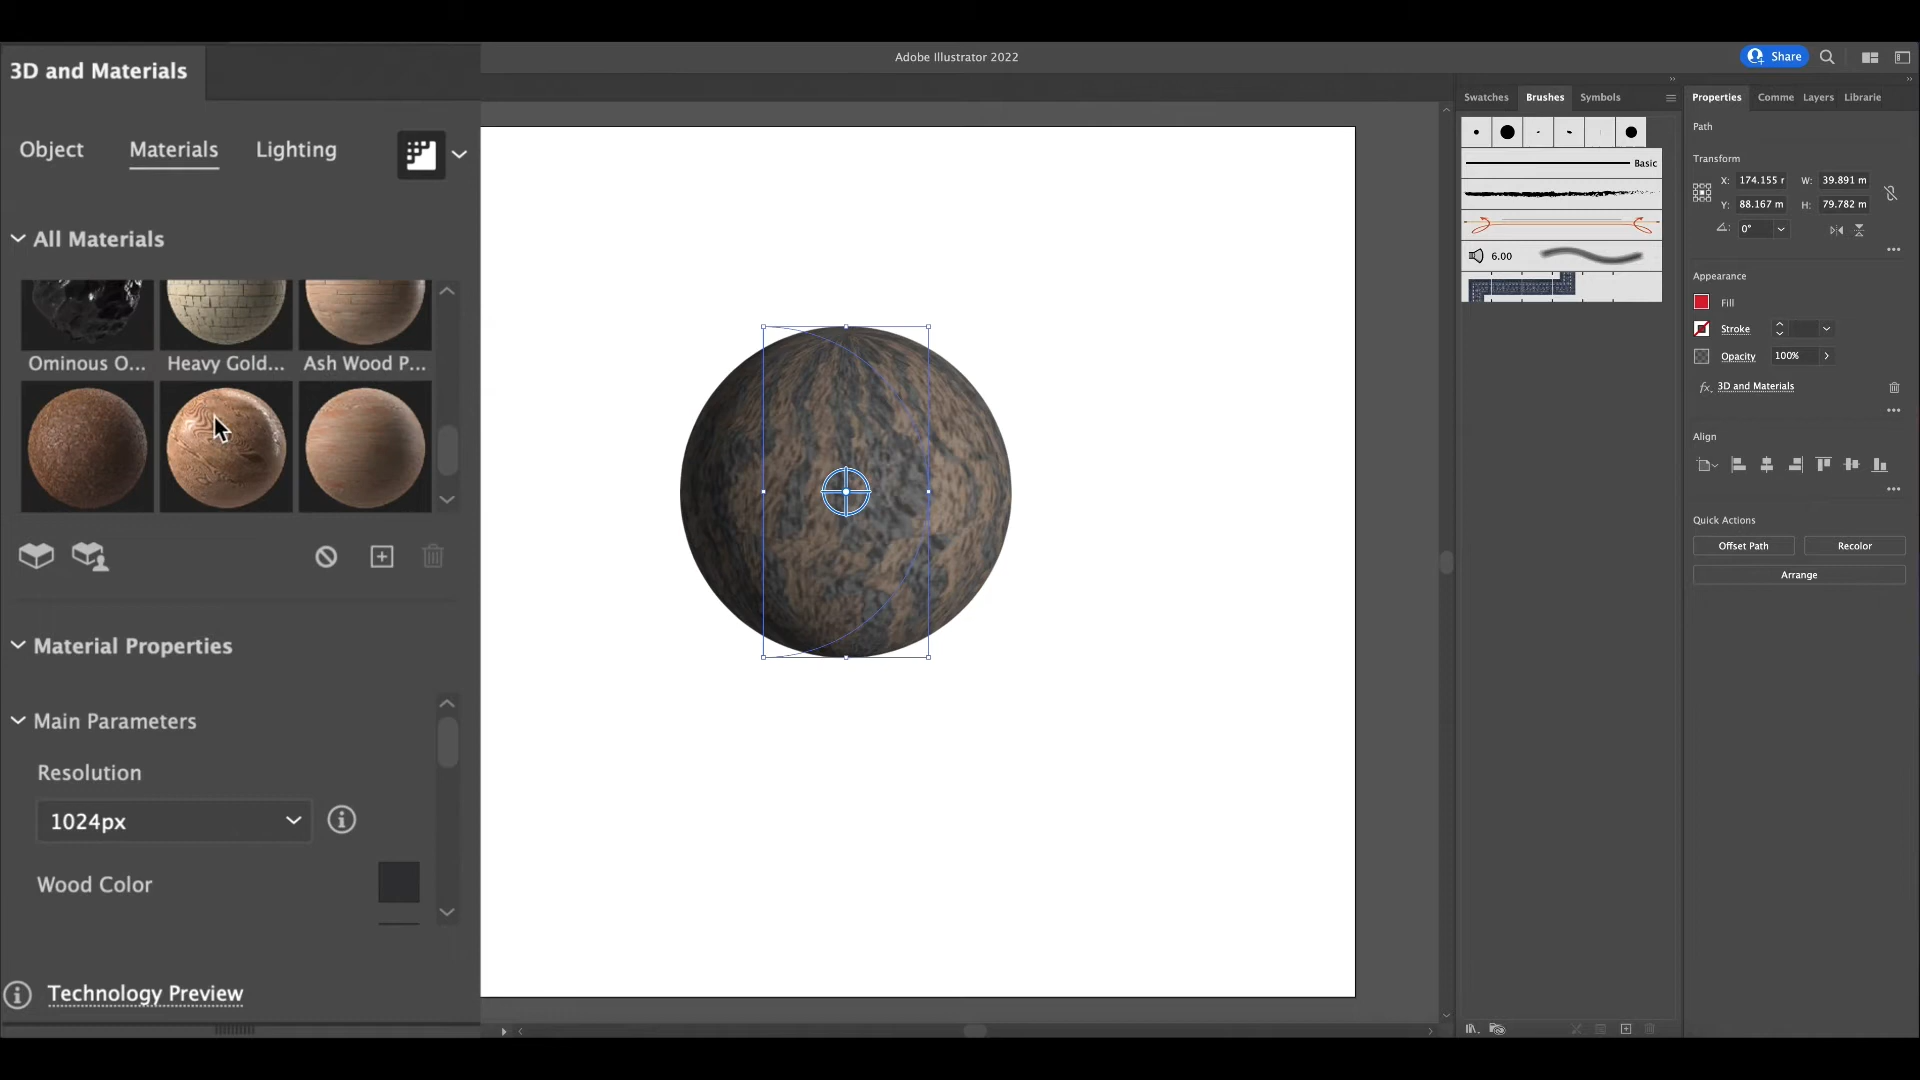 Adobe Illustrator 2022
Share
3D and Materials
Object Materials Lighting
All Materials
Ominous O... Heavy Gold... Ash Wood P...
Material Properties
Main Parameters
Resolution
1024px
Wood Color
Technology Preview
Swatches Brushes Symbols
Basic
6.00
Properties Comme Layers Librarie
Path
Transform
X: 174.155 r W: 39.891 m
Y: 88.167 m H: 79.782 m
0°
Appearance
Fill
Stroke
Opacity 100%
fx 3D and Materials
Align
Quick Actions
Offset Path Recolor
Arrange